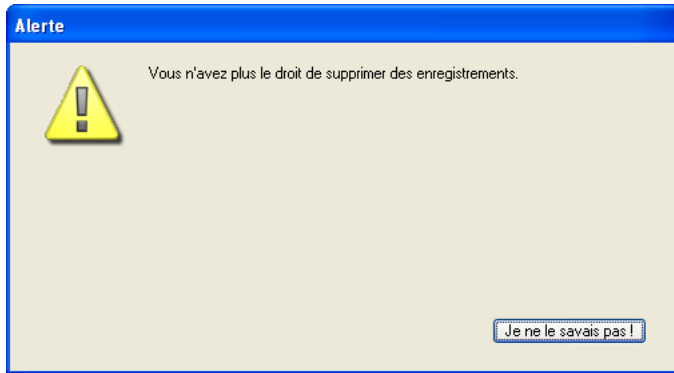 Alerte
Vous n'avez plus le droit de supprimer des enregistrements.
Je ne le savais pas !